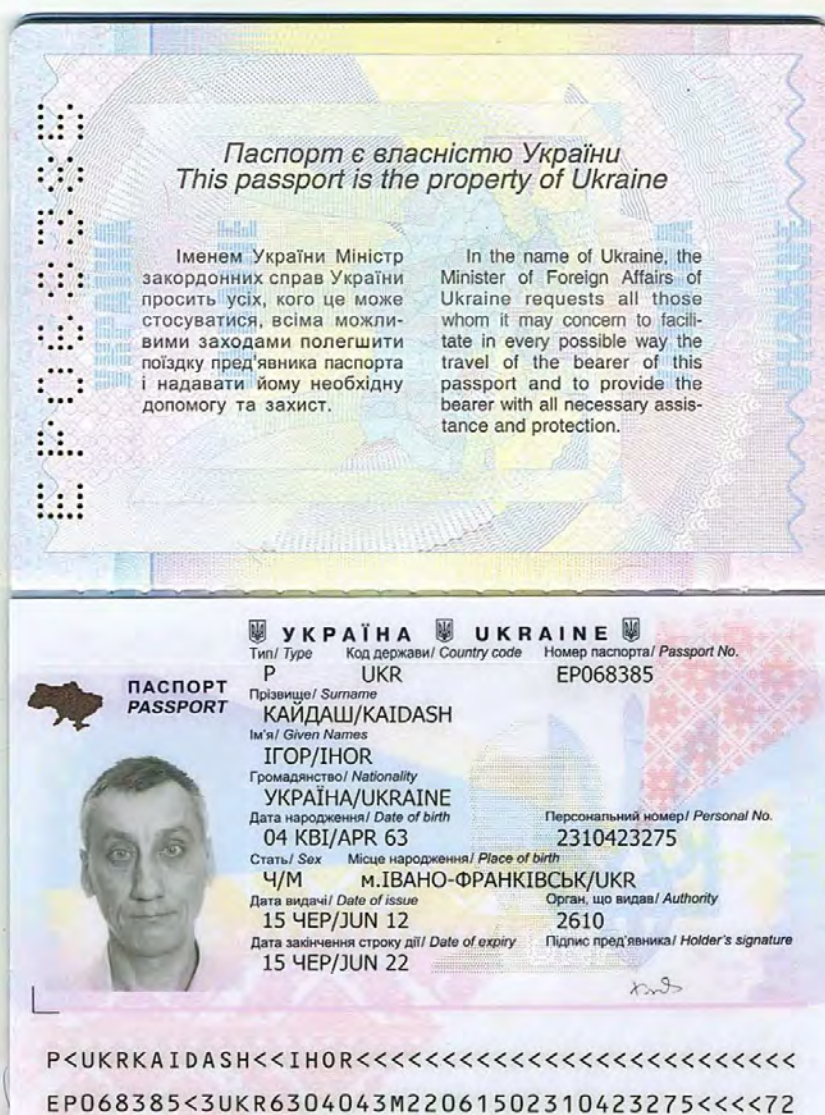 Паспорт є власністю України
This passport is the property of Ukraine
Іменем України Міністр
закордонних справ України
просить усіх, кого це може
стосуватися, всіма можли-
вими заходами полегшити
поїздку пред'явника паспорта
і надавати йому необхідну
допомогу та захист.
In the name of Ukraine, the
Minister of Foreign Affairs of
Ukraine requests all those
whom it may concern to facili-
tate in every possible way the
travel of the bearer of this
passport and to provide the
bearer with all necessary assis-
tance and protection.
УКРАЇНА UKRAINE
УКРАЇНА UKRAINE
EP068385
УКРАЇНА UKRAINE
Тип/ Type Код держави/ Country code Номер паспорта/ Passport No.
P UKR EP068385
ПАСПОРТ
PASSPORT
Прізвище/ Surname
КАЙДАШ/KAIDASH
Ім'я/ Given Names
ІГОР/IHOR
Громадянство/ Nationality
УКРАЇНА/UKRAINE
Дата народження/ Date of birth Персональний номер/ Personal No.
04 КВІ/APR 63 2310423275
Стать/ Sex Місце народження/ Place of birth
Ч/M м.ІВАНО-ФРАНКІВСЬК/UKR
Дата видачі/ Date of issue Орган, що видав/ Authority
15 ЧЕР/JUN 12 2610
Дата закінчення строку дії/ Date of expiry Підпис пред'явника/ Holder's signature
15 ЧЕР/JUN 22
P<UKRKAIDASH<<IHOR<<<<<<<<<<<<<<<<<<<<<<<<<<
EP068385<3UKR6304043M22061502310423275<<<<72